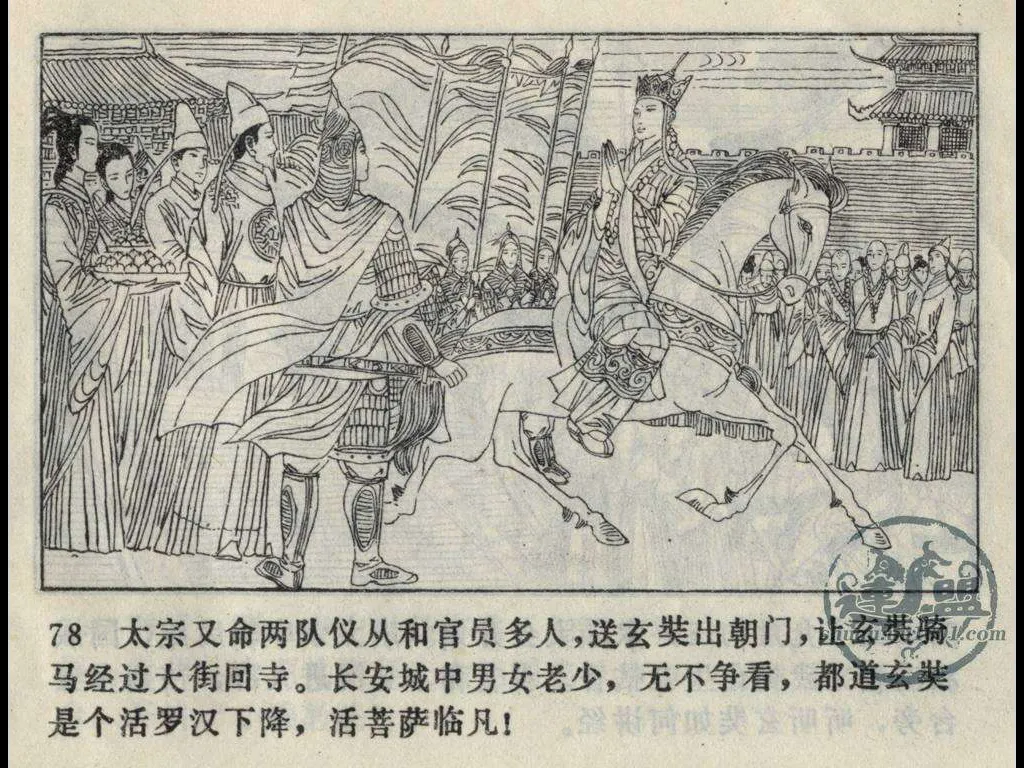 78 太宗又命两队仪从和官员多人，送玄奘出朝门，让玄奘骑
马经过大街回寺。长安城中男女老少，无不争看，都道玄奘
是个活罗汉下降，活菩萨临凡！